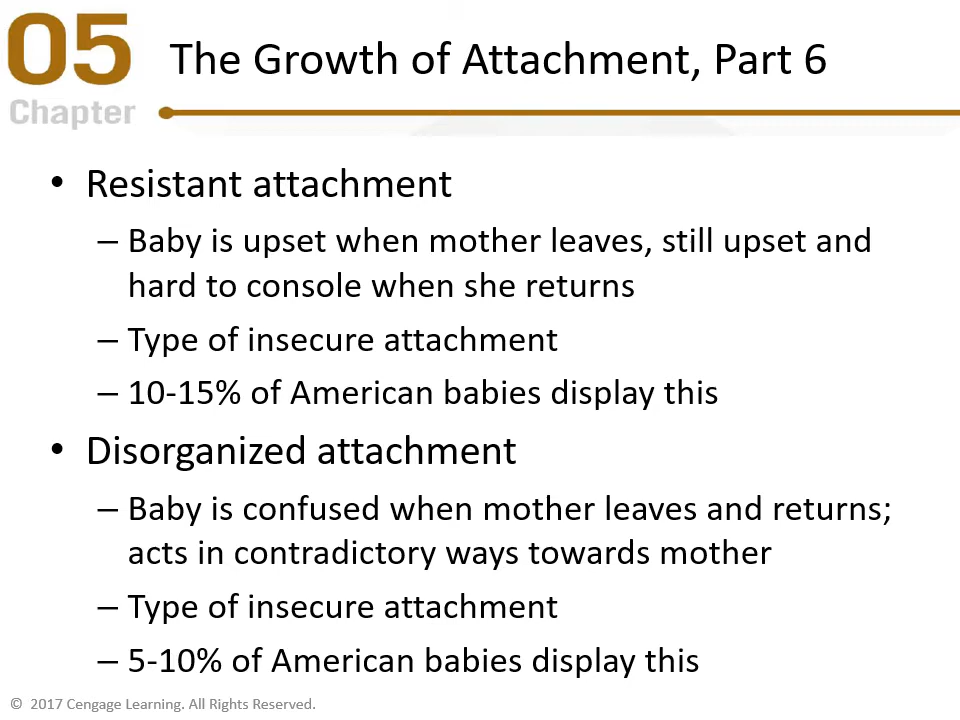 05
Chapter
The Growth of Attachment, Part 6
• Resistant attachment
– Baby is upset when mother leaves, still upset and
hard to console when she returns
– Type of insecure attachment
– 10-15% of American babies display this
• Disorganized attachment
– Baby is confused when mother leaves and returns;
acts in contradictory ways towards mother
– Type of insecure attachment
– 5-10% of American babies display this
© 2017 Cengage Learning. All Rights Reserved.